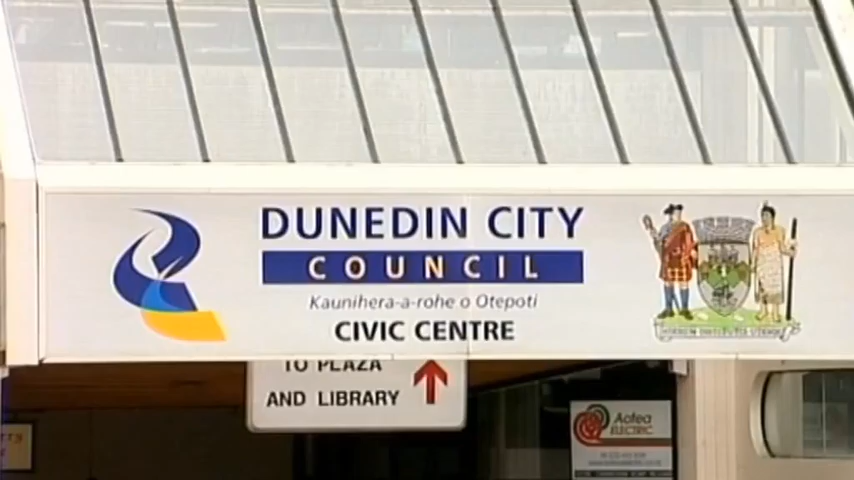 DUNEDIN CITY
COUNCIL
Kaunihera-a-rohe o Otepoti
CIVIC CENTRE
TO PLAZA
AND LIBRARY
Aotea
ELECTRIC